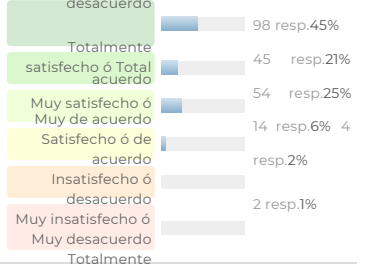 desacuerdo
Totalmente
satisfecho ó Total
acuerdo
Muy satisfecho ó
Muy de acuerdo
Satisfecho ó de
acuerdo
Insatisfecho ó
desacuerdo
Muy insatisfecho ó
Muy desacuerdo
Totalmente
98 resp.45%
45 resp.21%
54 resp.25%
14 resp.6% 4
resp.2%
2 resp.1%